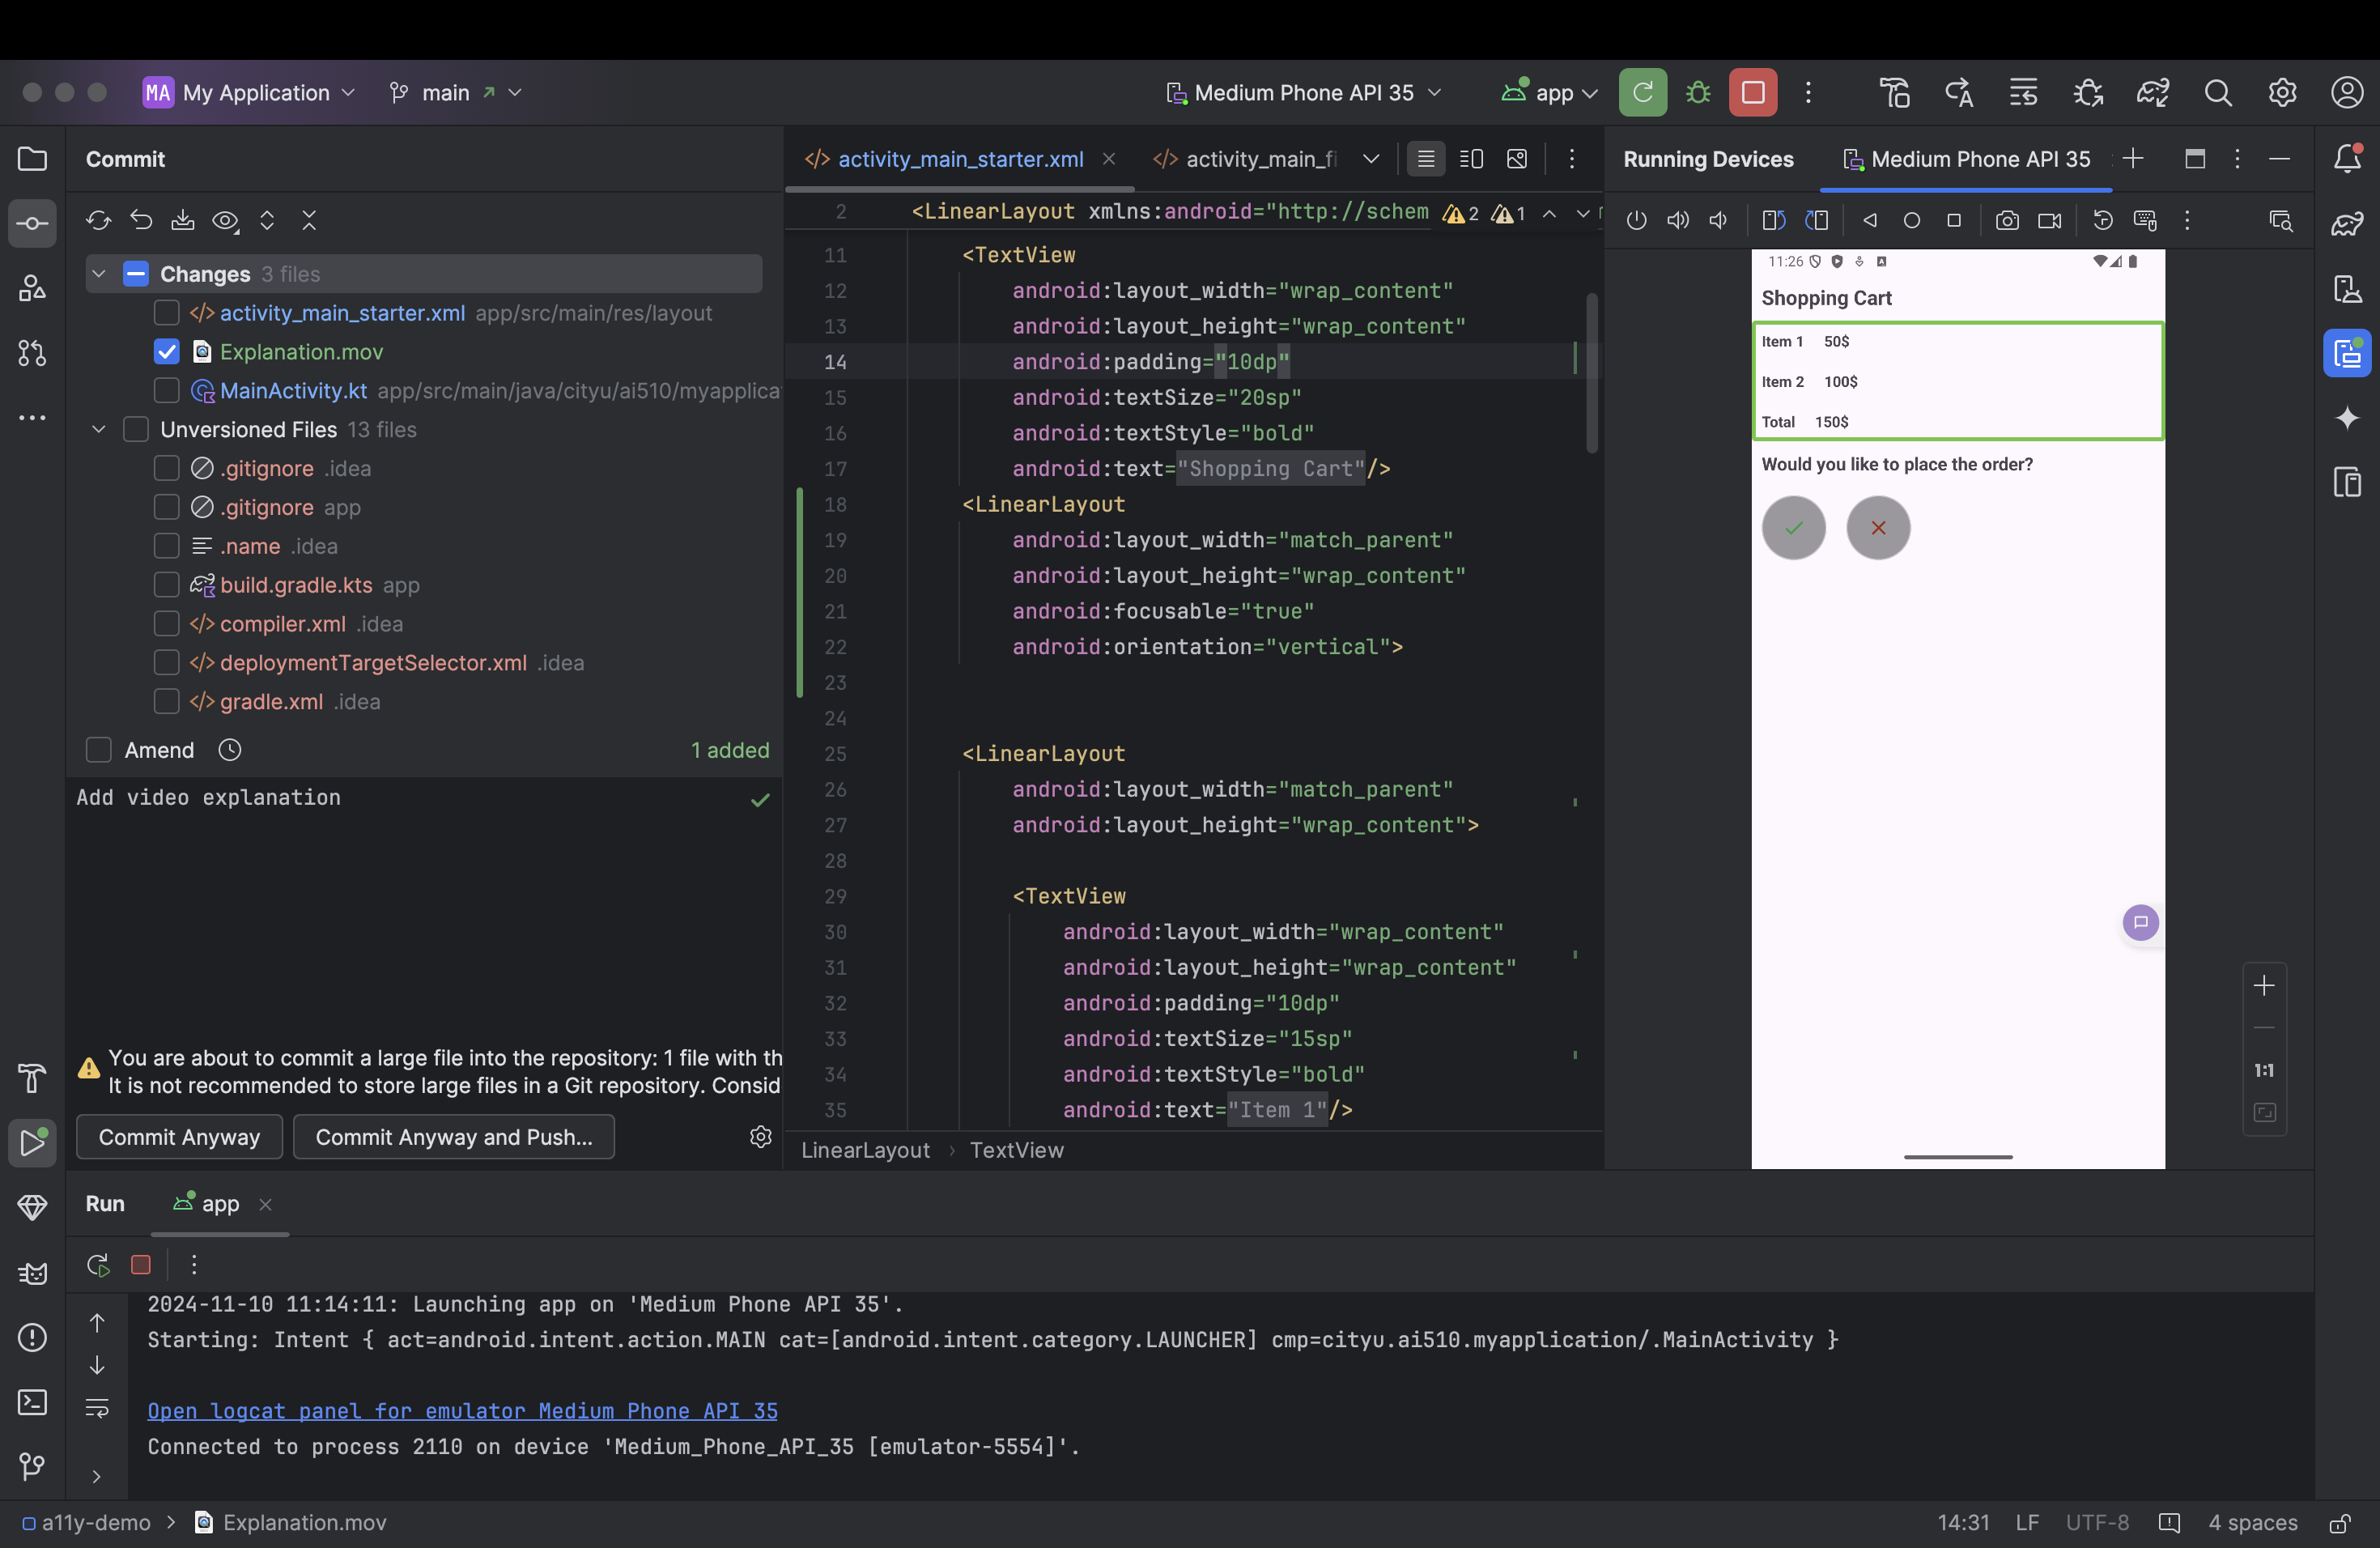 MA My Application main Medium Phone API 35 app
Commit
Changes 3 files
activity_main_starter.xml app/src/main/res/layout
Explanation.mov
MainActivity.kt app/src/main/java/cityu/ai510/myapplica
Unversioned Files 13 files
.gitignore .idea
.gitignore app
.name .idea
build.gradle.kts app
compiler.xml .idea
deploymentTargetSelector.xml .idea
gradle.xml .idea
Amend 1 added
Add video explanation
You are about to commit a large file into the repository: 1 file with th
It is not recommended to store large files in a Git repository. Consid
Commit Anyway Commit Anyway and Push...
activity_main_starter.xml activity_main_fi
2 <LinearLayout xmlns:android="http://schem 2 1
11 <TextView
12 android:layout_width="wrap_content"
13 android:layout_height="wrap_content"
14 android:padding="10dp"
15 android:textSize="20sp"
16 android:textStyle="bold"
17 android:text="Shopping Cart"/>
18 <LinearLayout
19 android:layout_width="match_parent"
20 android:layout_height="wrap_content"
21 android:focusable="true"
22 android:orientation="vertical">
23
24
25 <LinearLayout
26 android:layout_width="match_parent"
27 android:layout_height="wrap_content">
28
29 <TextView
30 android:layout_width="wrap_content"
31 android:layout_height="wrap_content"
32 android:padding="10dp"
33 android:textSize="15sp"
34 android:textStyle="bold"
35 android:text="Item 1"/>
LinearLayout › TextView
Running Devices Medium Phone API 35
11:26
Shopping Cart
Item 1 50$
Item 2 100$
Total 150$
Would you like to place the order?
1:1
Run app
2024-11-10 11:14:11: Launching app on 'Medium Phone API 35'.
Starting: Intent { act=android.intent.action.MAIN cat=[android.intent.category.LAUNCHER] cmp=cityu.ai510.myapplication/.MainActivity }
Open logcat panel for emulator Medium Phone API 35
Connected to process 2110 on device 'Medium_Phone_API_35 [emulator-5554]'.
a11y-demo > Explanation.mov 14:31 LF UTF-8 4 spaces